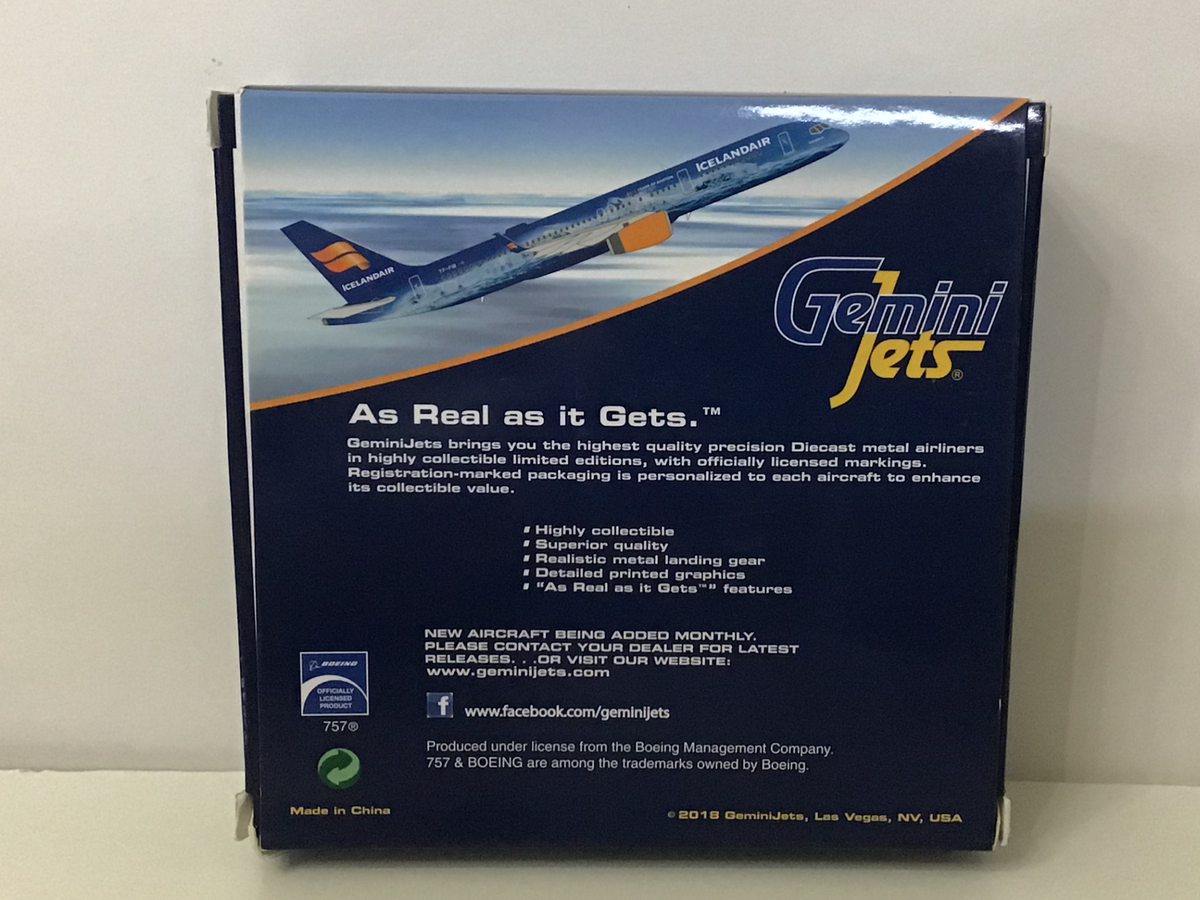 ICELANDAIR
ICELANDAIR
TF-FIR
Gemini
Jets®
As Real as it Gets.™
GeminiJets brings you the highest quality precision Diecast metal airliners
in highly collectible limited editions, with officially licensed markings.
Registration-marked packaging is personalized to each aircraft to enhance
its collectible value.
Highly collectible
Superior quality
Realistic metal landing gear
Detailed printed graphics
"As Real as it Gets™" features
NEW AIRCRAFT BEING ADDED MONTHLY.
PLEASE CONTACT YOUR DEALER FOR LATEST
RELEASES. . .OR VISIT OUR WEBSITE:
www.geminijets.com
f www.facebook.com/geminijets
BOEING
OFFICIALLY
LICENSED
PRODUCT
757®
Produced under license from the Boeing Management Company.
757 & BOEING are among the trademarks owned by Boeing.
Made in China
© 2018 GeminiJets, Las Vegas, NV, USA